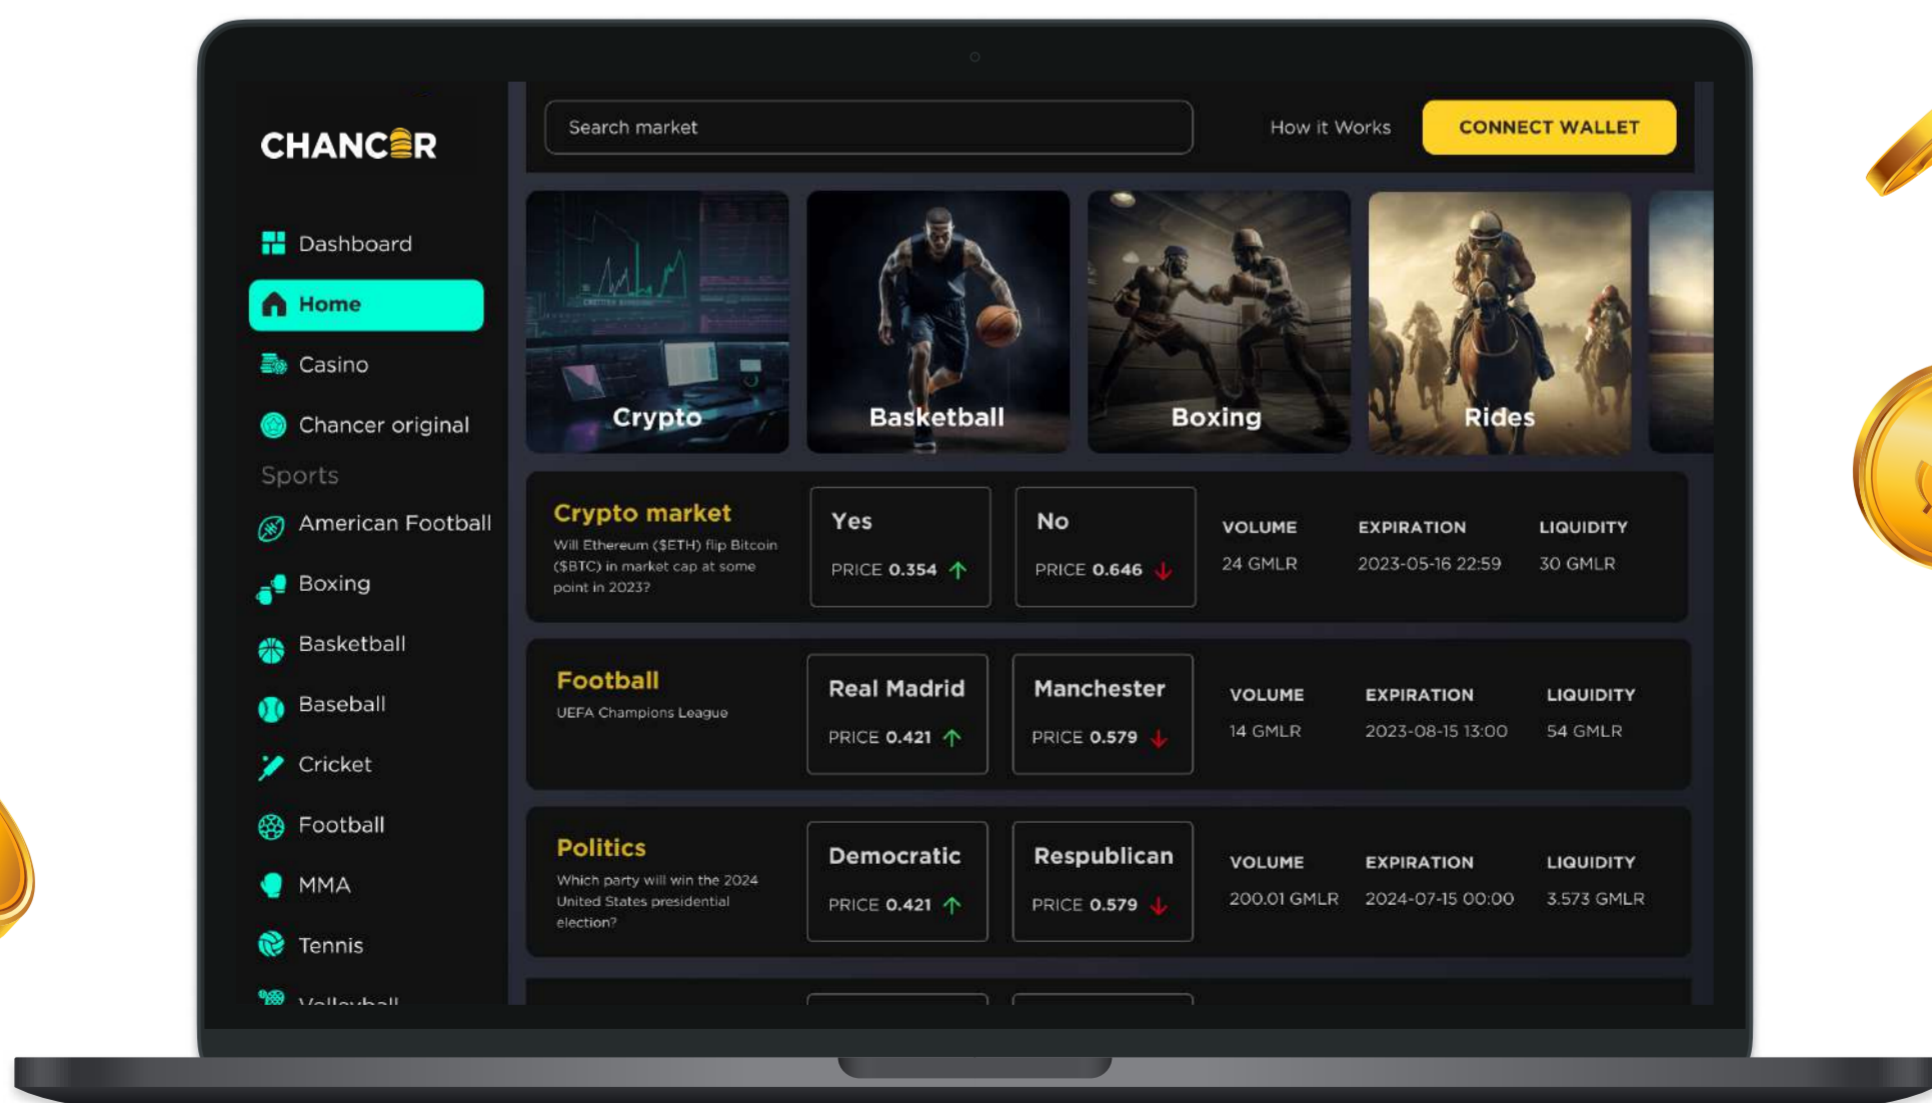 CHANCER
Search market
How it Works
CONNECT WALLET
Dashboard
Home
Casino
Chancer original
Sports
American Football
Boxing
Basketball
Baseball
Cricket
Football
MMA
Tennis
Volleyball
Crypto
Basketball
Boxing
Rides
Crypto market
Will Ethereum ($ETH) flip Bitcoin
($BTC) in market cap at some
point in 2023?
Yes
PRICE 0.354
No
PRICE 0.646
VOLUME
24 GMLR
EXPIRATION
2023-05-16 22:59
LIQUIDITY
30 GMLR
Football
UEFA Champions League
Real Madrid
PRICE 0.421
Manchester
PRICE 0.579
VOLUME
14 GMLR
EXPIRATION
2023-08-15 13:00
LIQUIDITY
54 GMLR
Politics
Which party will win the 2024
United States presidential
election?
Democratic
PRICE 0.421
Respublican
PRICE 0.579
VOLUME
200.01 GMLR
EXPIRATION
2024-07-15 00:00
LIQUIDITY
3.573 GMLR